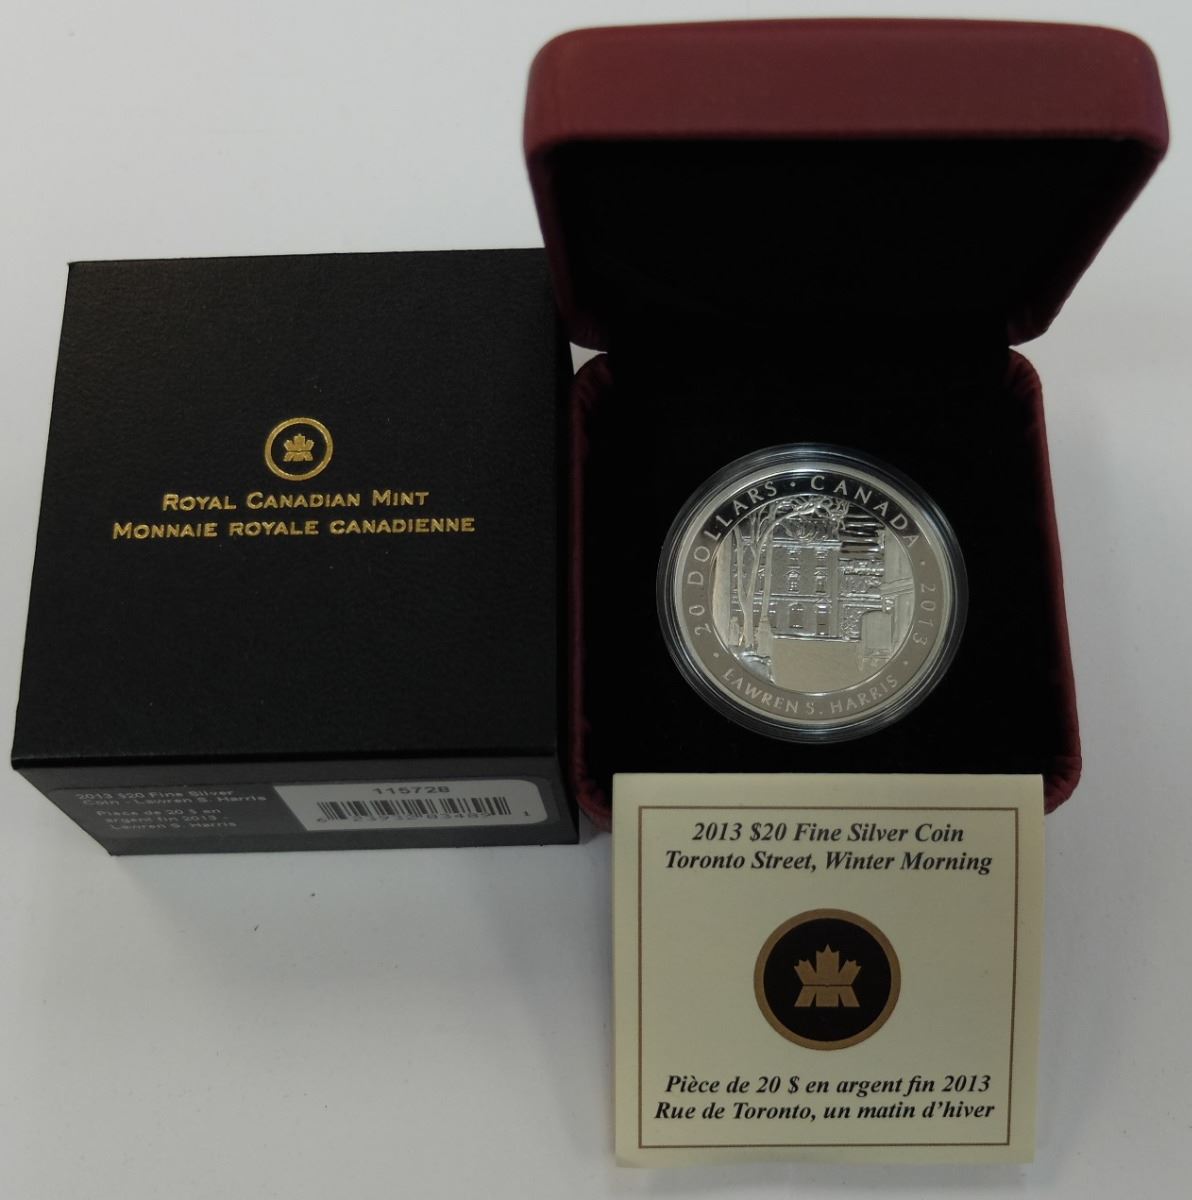 ROYAL CANADIAN MINT
MONNAIE ROYALE CANADIENNE
2013 $20 Fine Silver
Coin - Lawren S. Harris
Pièce de 20 $ en
argent fin 2013 -
Lawren S. Harris
115728
20 DOLLARS · CANADA · 2013 ·
LAWREN S. HARRIS
2013 $20 Fine Silver Coin
Toronto Street, Winter Morning
Pièce de 20 $ en argent fin 2013
Rue de Toronto, un matin d'hiver